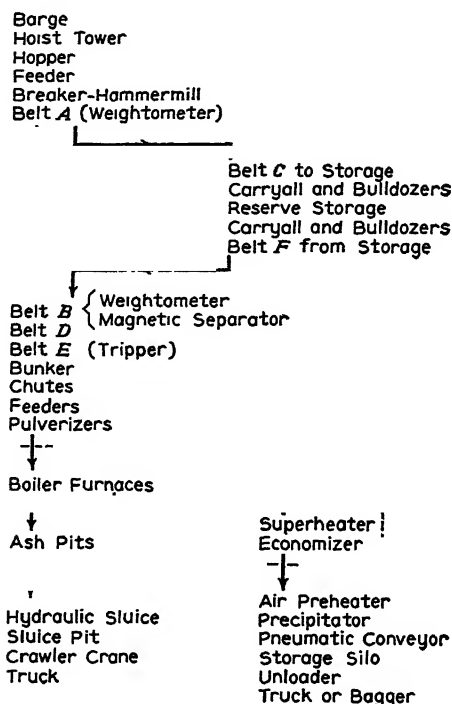 Barge
Hoist Tower
Hopper
Feeder
Breaker-Hammermill
Belt A (Weightometer)
Belt C to Storage
Carryall and Bulldozers
Reserve Storage
Carryall and Bulldozers
Belt F from Storage
Belt B { Weightometer
Magnetic Separator
Belt D
Belt E (Tripper)
Bunker
Chutes
Feeders
Pulverizers
Boiler Furnaces
Ash Pits
Hydraulic Sluice
Sluice Pit
Crawler Crane
Truck
Superheater
Economizer
Air Preheater
Precipitator
Pneumatic Conveyor
Storage Silo
Unloader
Truck or Bagger